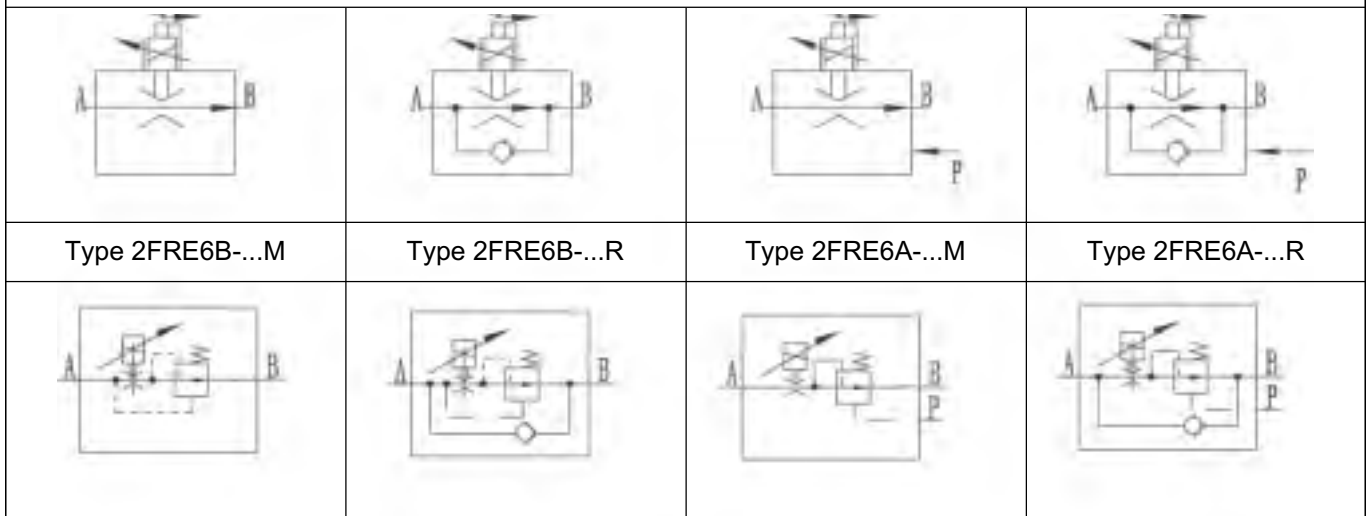 A B
A B
A B
P
A B
P
Type 2FRE6B-...M
Type 2FRE6B-...R
Type 2FRE6A-...M
Type 2FRE6A-...R
A B
A B
A B
P
A B
P